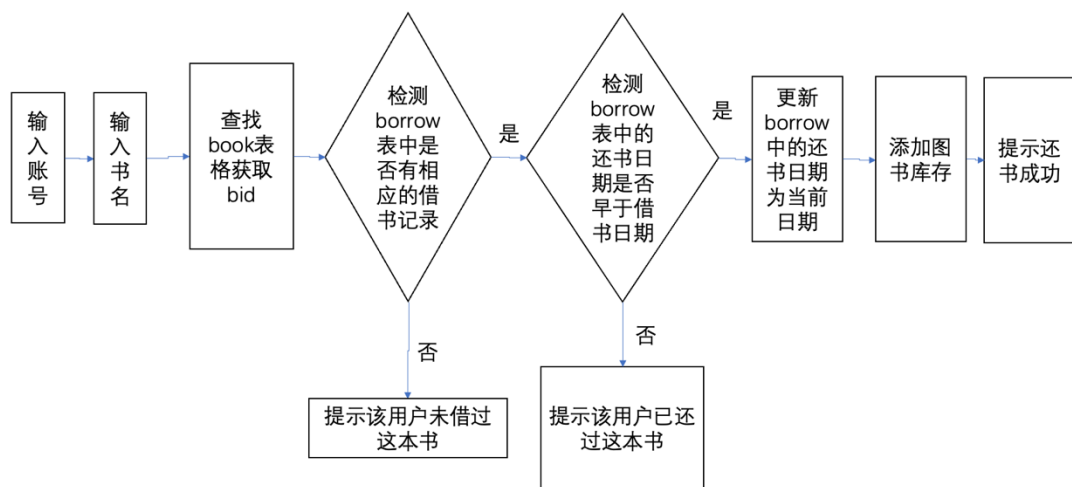 输
入
账
号
输
入
书
名
查找
book表
格获取
bid
检测
borrow
表中是
否有相
应的借
书记录
是
检测
borrow
表中的
还书日
期是否
早于借
书日期
是
更新
borrow
中的还
书日期
为当前
日期
添加图
书库存
提示还
书成功
否
提示该用户未借过
这本书
否
提示该用户已还
过这本书